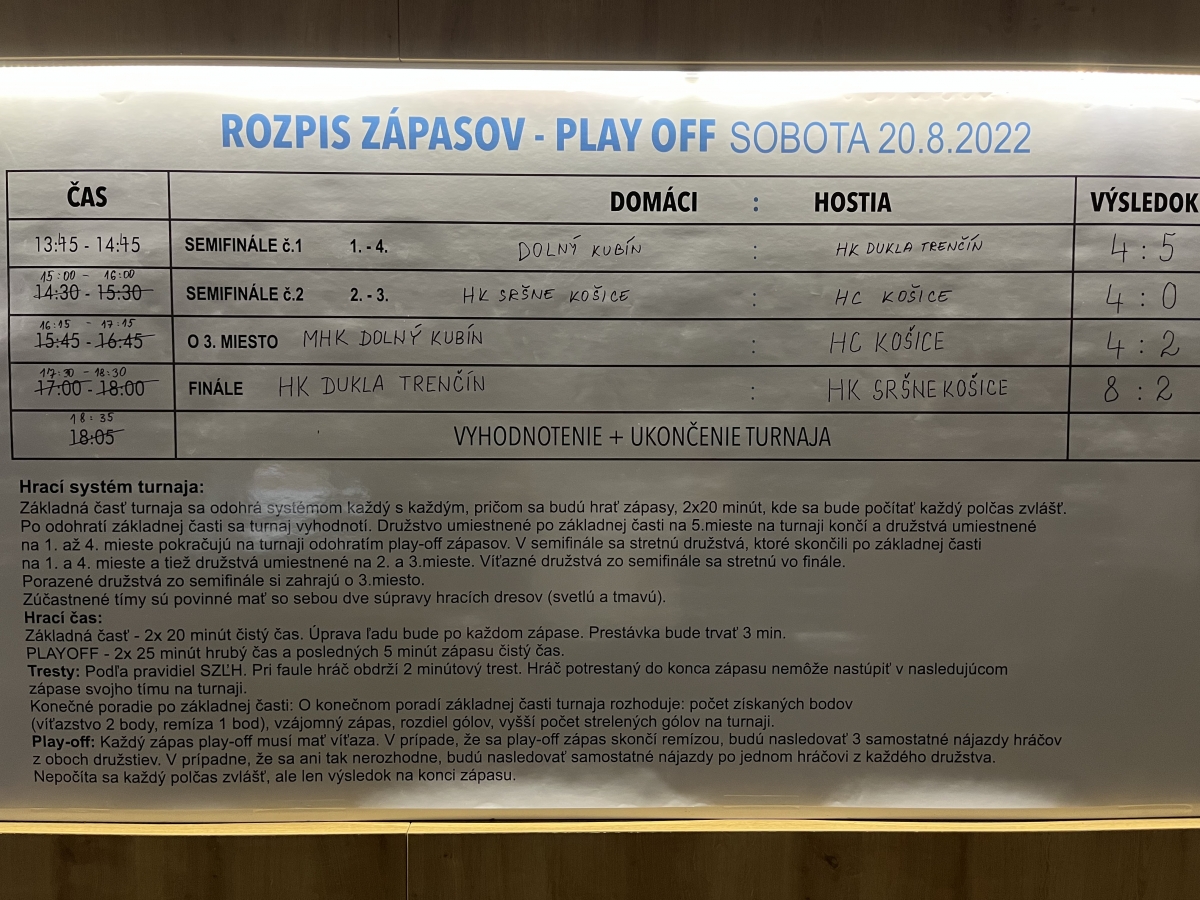 ROZPIS ZÁPASOV - PLAY OFF SOBOTA 20.8.2022
ČAS DOMÁCI : HOSTIA VÝSLEDOK
13:45 - 14:45 SEMIFINÁLE č.1 1. - 4. DOLNÝ KUBÍN : HK DUKLA TRENČÍN 4 : 5
15:00 - 16:00
14:30 - 15:30 SEMIFINÁLE č.2 2. - 3. HK SRŠNE KOŠICE : HC KOŠICE 4 : 0
16:15 - 17:15
15:45 - 16:45 O 3. MIESTO MHK DOLNÝ KUBÍN : HC KOŠICE 4 : 2
17:30 - 18:30
17:00 - 18:00 FINÁLE HK DUKLA TRENČÍN : HK SRŠNE KOŠICE 8 : 2
18:35
18:05 VYHODNOTENIE + UKONČENIE TURNAJA
Hrací systém turnaja:
Základná časť turnaja sa odohrá systémom každý s každým, pričom sa budú hrať zápasy, 2x20 minút, kde sa bude počítať každý polčas zvlášť.
Po odohratí základnej časti sa turnaj vyhodnotí. Družstvo umiestnené po základnej časti na 5.mieste na turnaji končí a družstvá umiestnené
na 1. až 4. mieste pokračujú na turnaji odohratím play-off zápasov. V semifinále sa stretnú družstvá, ktoré skončili po základnej časti
na 1. a 4. mieste a tiež družstvá umiestnené na 2. a 3.mieste. Víťazné družstvá zo semifinále sa stretnú vo finále.
Porazené družstvá zo semifinále si zahrajú o 3.miesto.
Zúčastnené tímy sú povinné mať so sebou dve súpravy hracích dresov (svetlú a tmavú).
Hrací čas:
Základná časť - 2x 20 minút čistý čas. Úprava ľadu bude po každom zápase. Prestávka bude trvať 3 min.
PLAYOFF - 2x 25 minút hrubý čas a posledných 5 minút zápasu čistý čas.
Tresty: Podľa pravidiel SZĽH. Pri faule hráč obdrží 2 minútový trest. Hráč potrestaný do konca zápasu nemôže nastúpiť v nasledujúcom
zápase svojho tímu na turnaji.
Konečné poradie po základnej časti: O konečnom poradí základnej časti turnaja rozhoduje: počet získaných bodov
(víťazstvo 2 body, remíza 1 bod), vzájomný zápas, rozdiel gólov, vyšší počet strelených gólov na turnaji.
Play-off: Každý zápas play-off musí mať víťaza. V prípade, že sa play-off zápas skončí remízou, budú nasledovať 3 samostatné nájazdy hráčov
z oboch družstiev. V prípadne, že sa ani tak nerozhodne, budú nasledovať samostatné nájazdy po jednom hráčovi z každého družstva.
Nepočíta sa každý polčas zvlášť, ale len výsledok na konci zápasu.